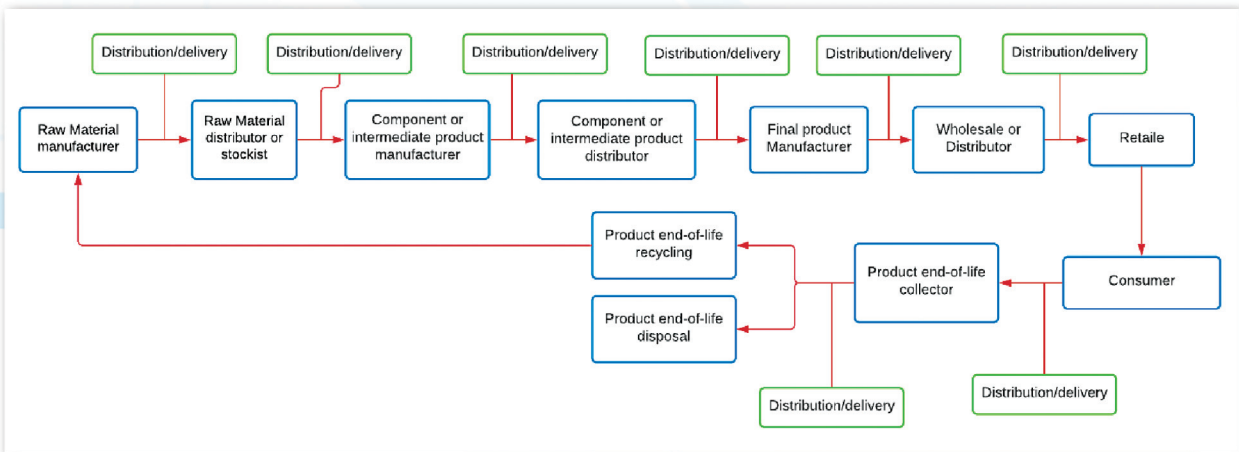 Distribution/delivery
Distribution/delivery
Distribution/delivery
Distribution/delivery
Distribution/delivery
Distribution/delivery
Raw Material
manufacturer
Raw Material
distributor or
stockist
Component or
intermediate product
manufacturer
Component or
intermediate product
distributor
Final product
Manufacturer
Wholesale or
Distributor
Retaile
Consumer
Product end-of-life
collector
Product end-of-life
recycling
Product end-of-life
disposal
Distribution/delivery
Distribution/delivery